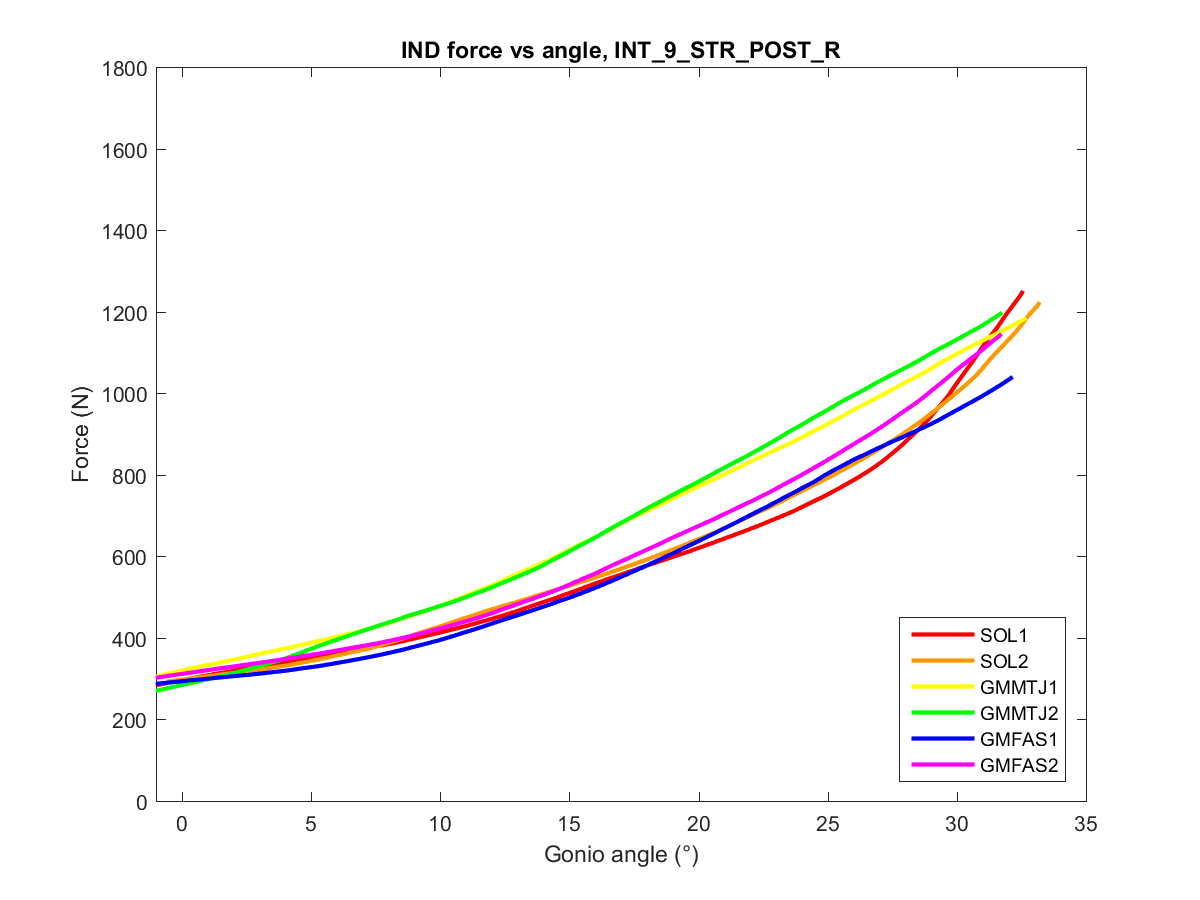 IND force vs angle, INT_9_STR_POST_R
1800
1600
1400
1200
1000
800
600
400
200
0
Force (N)
0 5 10 15 20 25 30 35
Gonio angle (°)
SOL1
SOL2
GMMTJ1
GMMTJ2
GMFAS1
GMFAS2